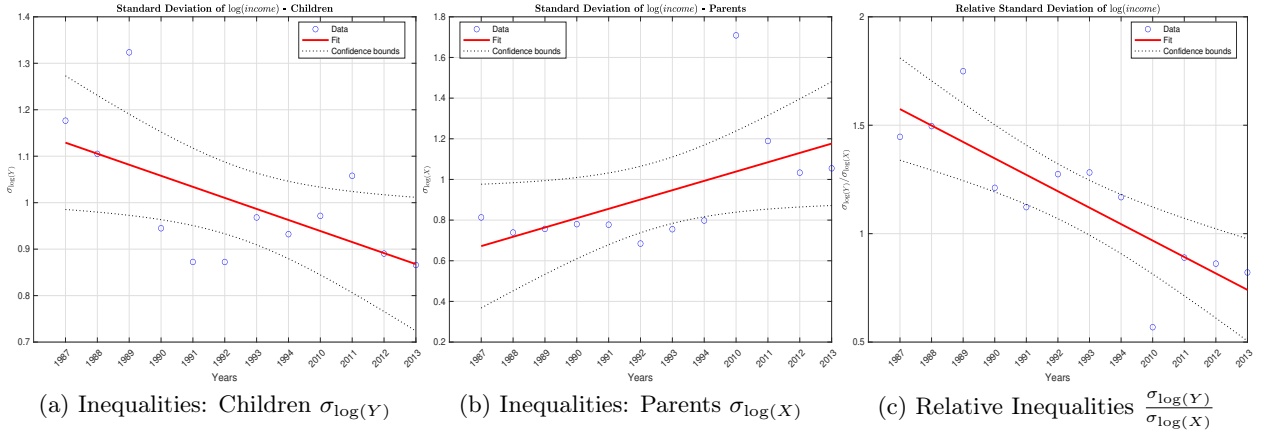 Standard Deviation of log(income) - Children
Data
Fit
Confidence bounds
σlog(Y)
1.4
1.3
1.2
1.1
1
0.9
0.8
0.7
1987 1988 1989 1990 1991 1992 1993 1994 2010 2011 2012 2013
Years
(a) Inequalities: Children σlog(Y)
Standard Deviation of log(income) - Parents
Data
Fit
Confidence bounds
σlog(X)
1.8
1.6
1.4
1.2
1
0.8
0.6
0.4
0.2
1987 1988 1989 1990 1991 1992 1993 1994 2010 2011 2012 2013
Years
(b) Inequalities: Parents σlog(X)
Relative Standard Deviation of log(income)
Data
Fit
Confidence bounds
σlog(Y)/σlog(X)
2
1.5
1
0.5
1987 1988 1989 1990 1991 1992 1993 1994 2010 2011 2012 2013
Years
(c) Relative Inequalities σlog(Y)/σlog(X)